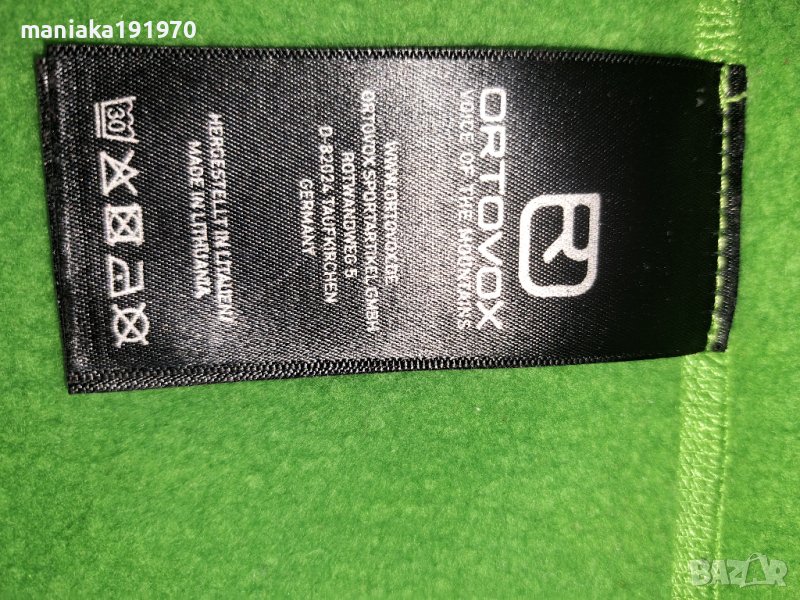 maniaka191970
ORTOVOX
VOICE OF THE MOUNTAINS
WWW.ORTOVOX.DE
ORTOVOX SPORTARTIKEL GMBH
ROTWANDWEG 5
D-82024 TAUFKIRCHEN
GERMANY
HERGESTELLT IN LITAUEN/
MADE IN LITHUANIA
30
BAZAR